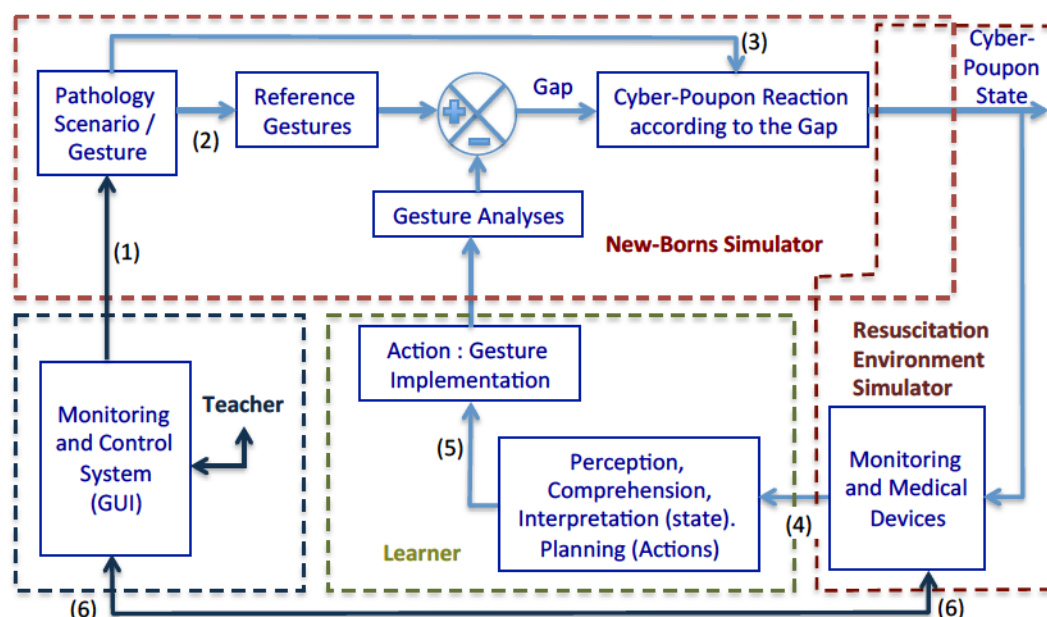 (3)
Cyber-
Poupon
State
Pathology
Scenario /
Gesture
(2)
Reference
Gestures
Gap
Cyber-Poupon Reaction
according to the Gap
Gesture Analyses
New-Borns Simulator
(1)
Monitoring
and Control
System
(GUI)
Teacher
Action : Gesture
Implementation
(5)
Perception,
Comprehension,
Interpretation (state).
Planning (Actions)
Learner
(4)
Resuscitation
Environment
Simulator
Monitoring
and Medical
Devices
(6)
(6)